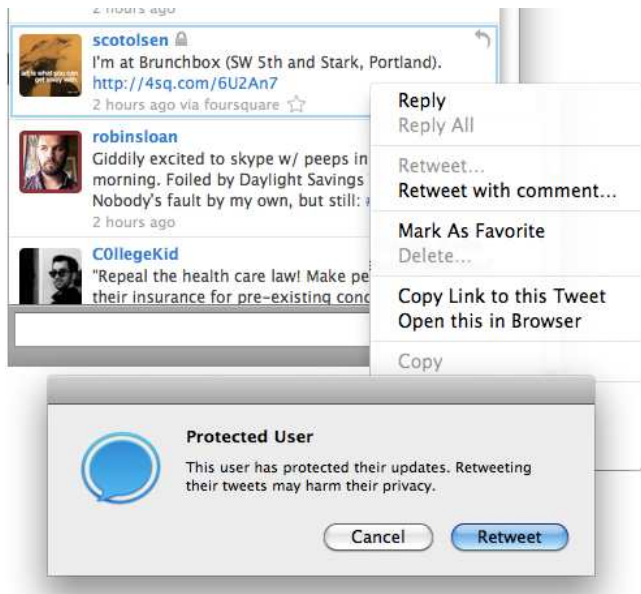 2 hours ago
scotolsen
I'm at Brunchbox (SW 5th and Stark, Portland).
http://4sq.com/6U2An7
2 hours ago via foursquare
robinsloan
Giddily excited to skype w/ peeps in
morning. Foiled by Daylight Savings
Nobody's fault by my own, but still:
2 hours ago
C0llegeKid
"Repeal the health care law! Make pe
their insurance for pre-existing cond
Reply
Reply All
Retweet...
Retweet with comment...
Mark As Favorite
Delete...
Copy Link to this Tweet
Open this in Browser
Copy
Protected User
This user has protected their updates. Retweeting
their tweets may harm their privacy.
Cancel
Retweet